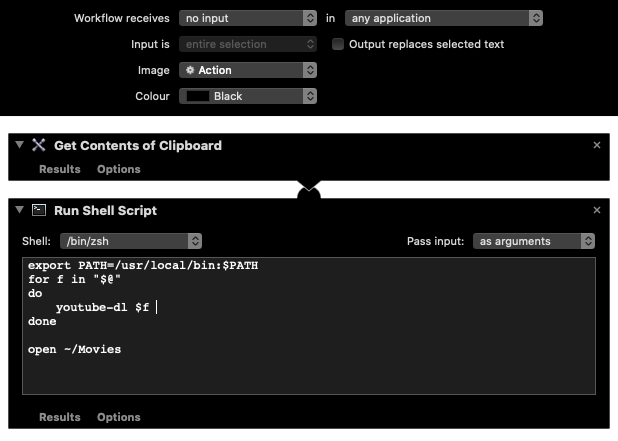 Workflow receives no input in any application
Input is entire selection Output replaces selected text
Image Action
Colour Black
Get Contents of Clipboard
Results Options
Run Shell Script
Shell: /bin/zsh Pass input: as arguments
export PATH=/usr/local/bin:$PATH
for f in "$@"
do
    youtube-dl $f
done
open ~/Movies
Results Options